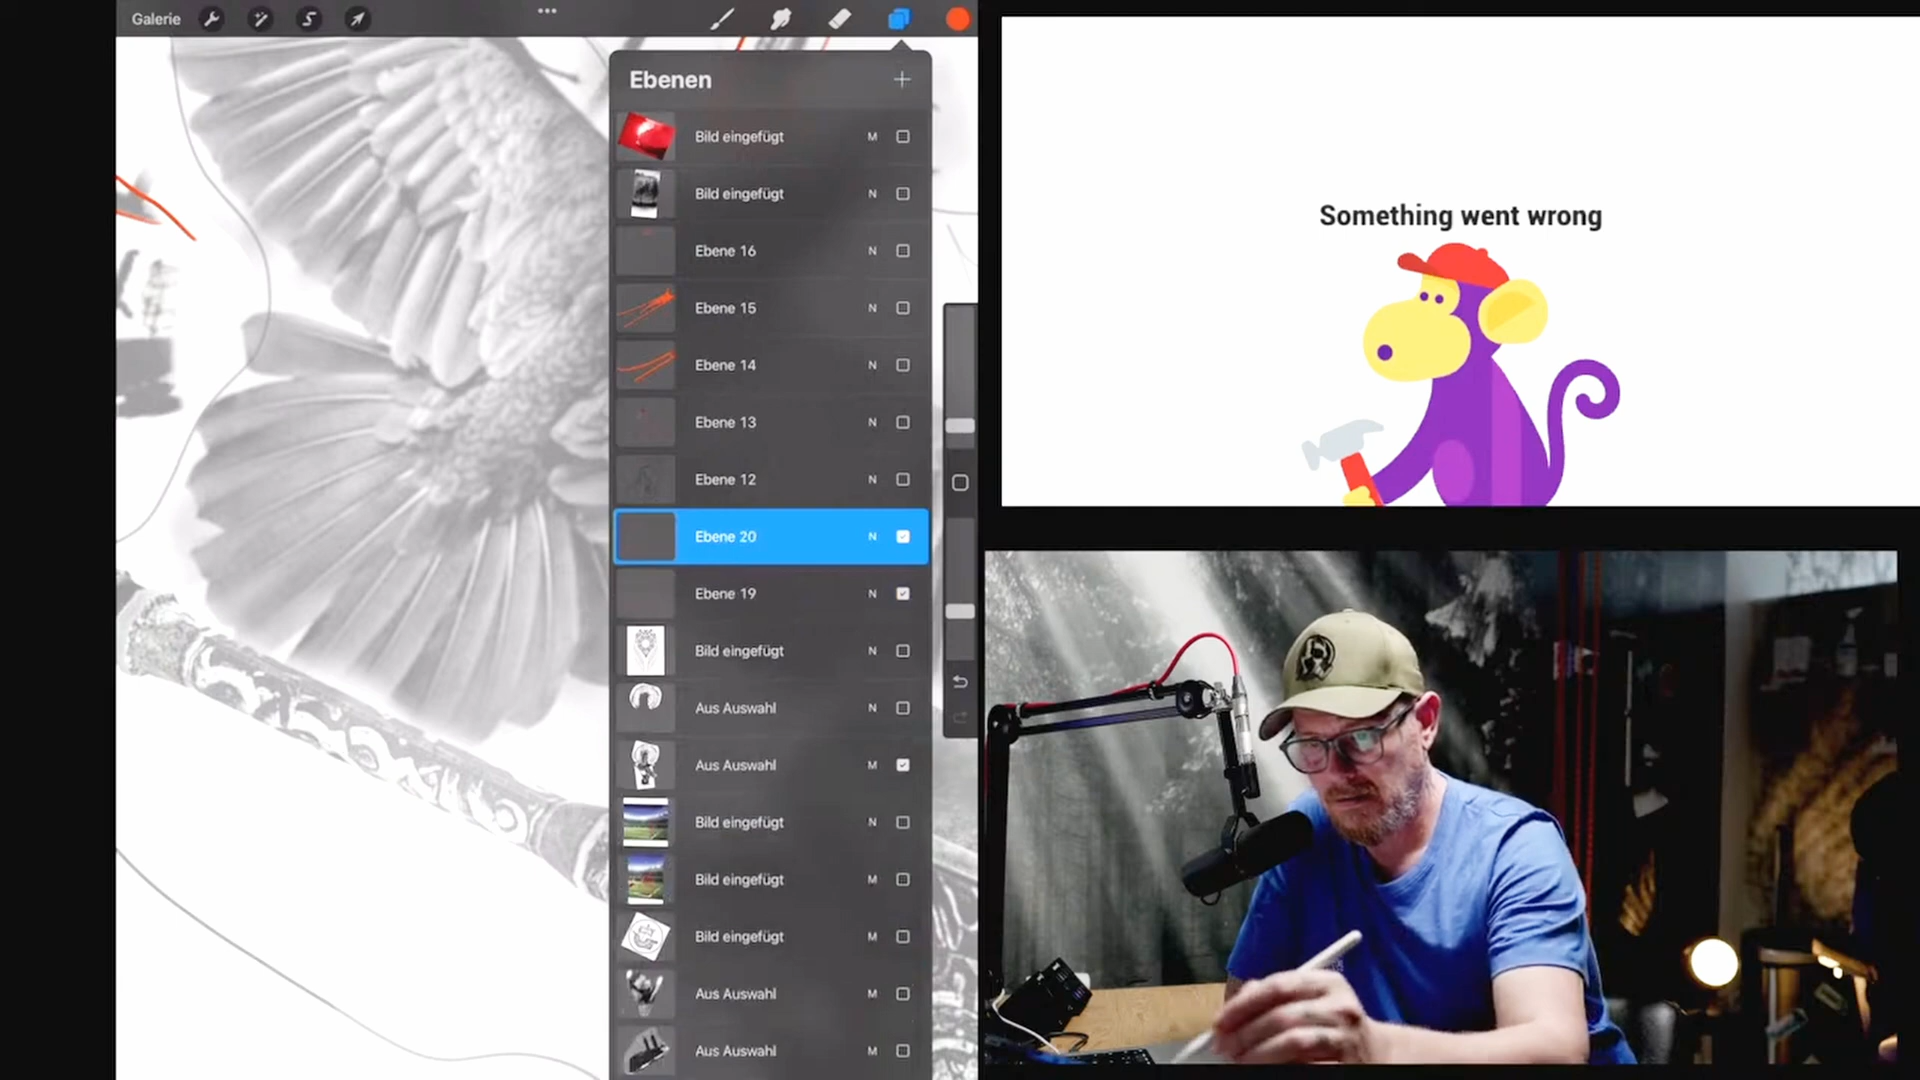 Galerie
Ebenen
Bild eingefügt M
Bild eingefügt N
Ebene 16 N
Ebene 15 N
Ebene 14 N
Ebene 13 N
Ebene 12 N
Ebene 20 N
Ebene 19 N
Bild eingefügt N
Aus Auswahl N
Aus Auswahl M
Bild eingefügt N
Bild eingefügt M
Bild eingefügt M
Aus Auswahl M
Aus Auswahl M
Something went wrong